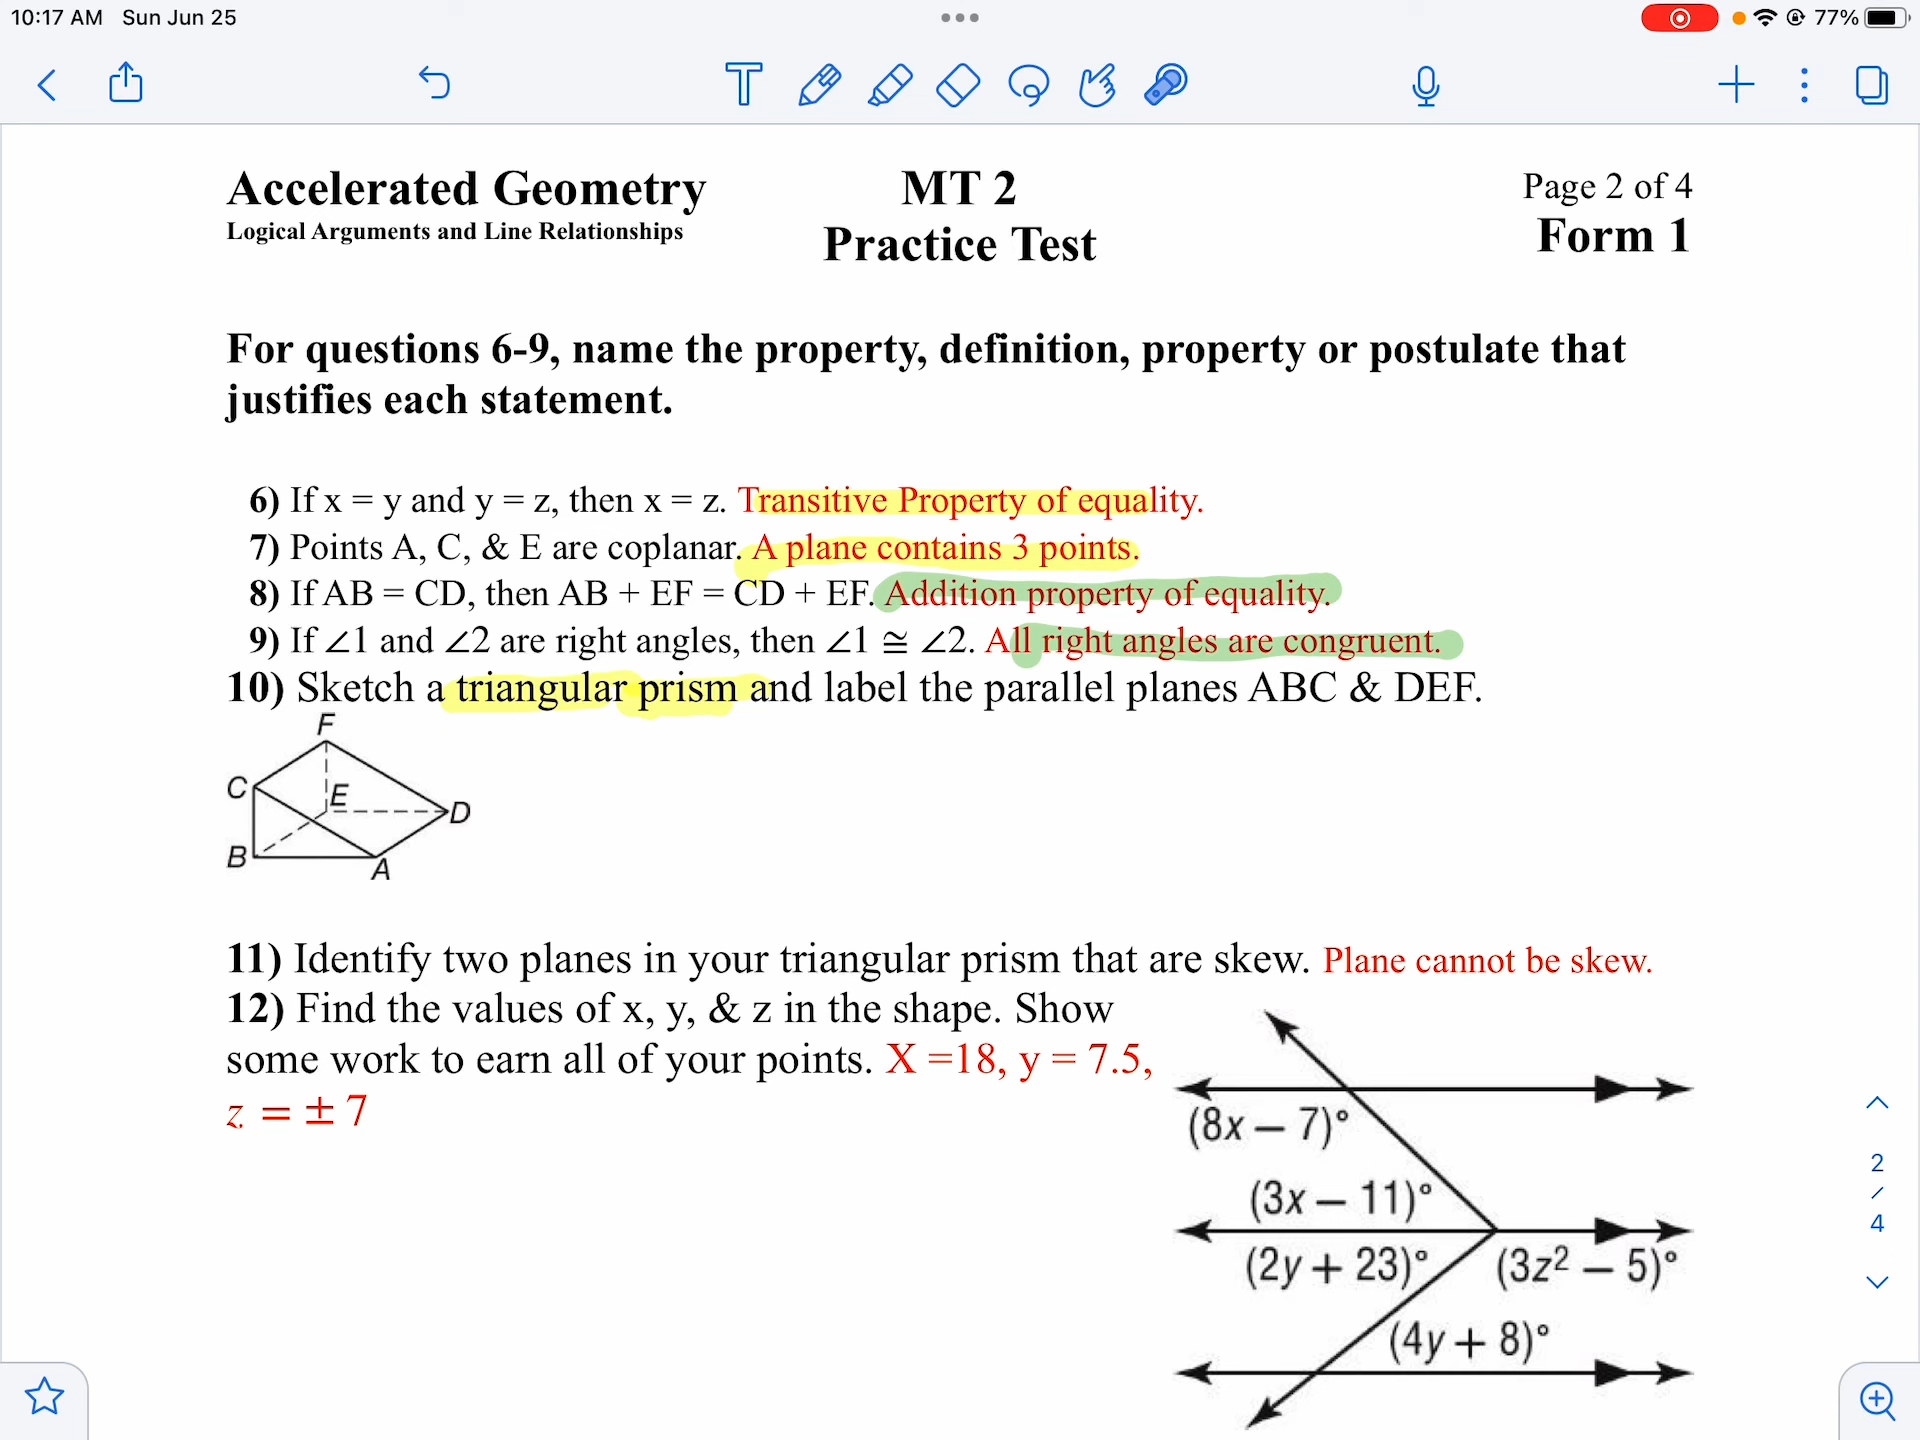 10:17 AM Sun Jun 25
77%
Accelerated Geometry
Logical Arguments and Line Relationships
MT 2
Practice Test
Page 2 of 4
Form 1
For questions 6-9, name the property, definition, property or postulate that
justifies each statement.
6) If x = y and y = z, then x = z. Transitive Property of equality.
7) Points A, C, & E are coplanar. A plane contains 3 points.
8) If AB = CD, then AB + EF = CD + EF. Addition property of equality.
9) If ∠1 and ∠2 are right angles, then ∠1 ≅ ∠2. All right angles are congruent.
10) Sketch a triangular prism and label the parallel planes ABC & DEF.
F
C
E
D
B
A
11) Identify two planes in your triangular prism that are skew. Plane cannot be skew.
12) Find the values of x, y, & z in the shape. Show
some work to earn all of your points. X =18, y = 7.5,
z = ± 7
(8x – 7)°
(3x – 11)°
(2y + 23)°
(3z² – 5)°
(4y + 8)°
2
/
4